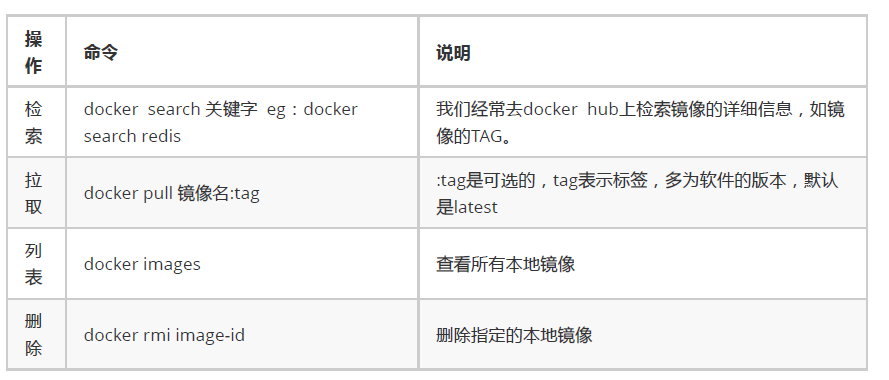 操
作
命令
说明
检
索
docker search 关键字 eg：docker
search redis
我们经常去docker hub上检索镜像的详细信息，如镜
像的TAG。
拉
取
docker pull 镜像名:tag
:tag是可选的，tag表示标签，多为软件的版本，默认
是latest
列
表
docker images
查看所有本地镜像
删
除
docker rmi image-id
删除指定的本地镜像